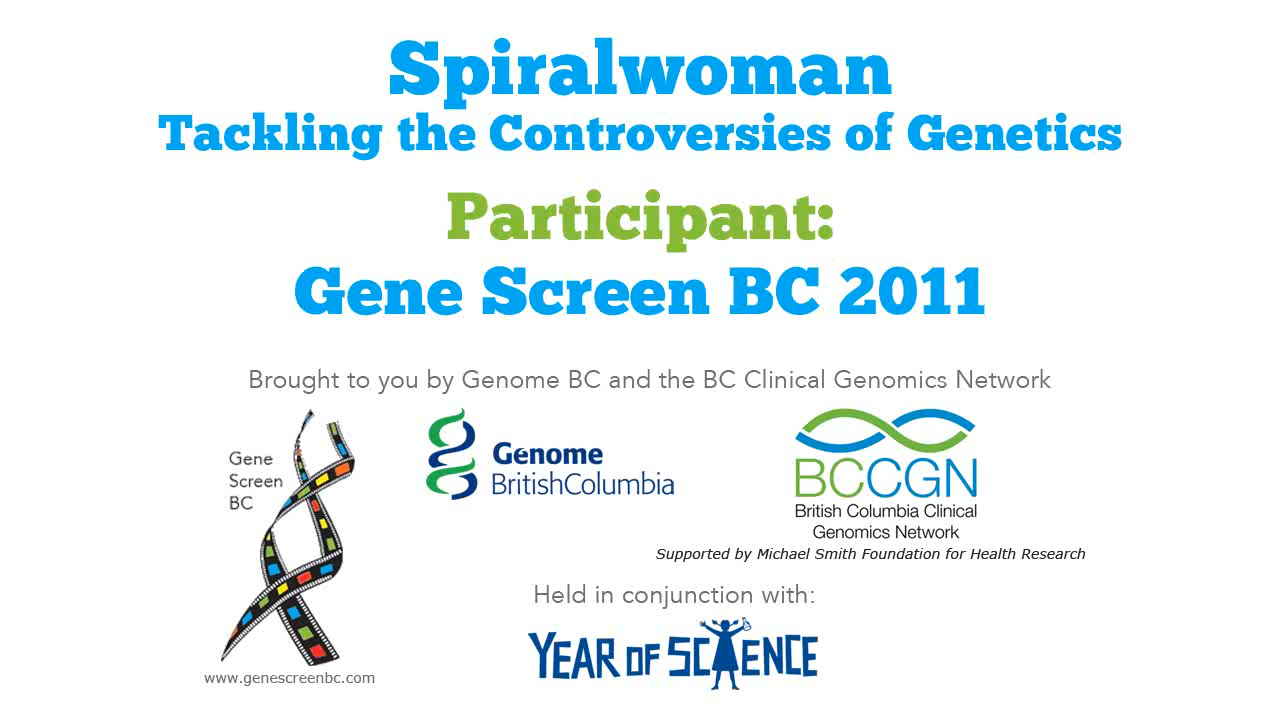 Spiralwoman
Tackling the Controversies of Genetics
Participant:
Gene Screen BC 2011
Brought to you by Genome BC and the BC Clinical Genomics Network
Gene
Screen
BC
www.genescreenbc.com
Genome
BritishColumbia
BCCGN
British Columbia Clinical
Genomics Network
Supported by Michael Smith Foundation for Health Research
Held in conjunction with:
YEAR OF SCIENCE